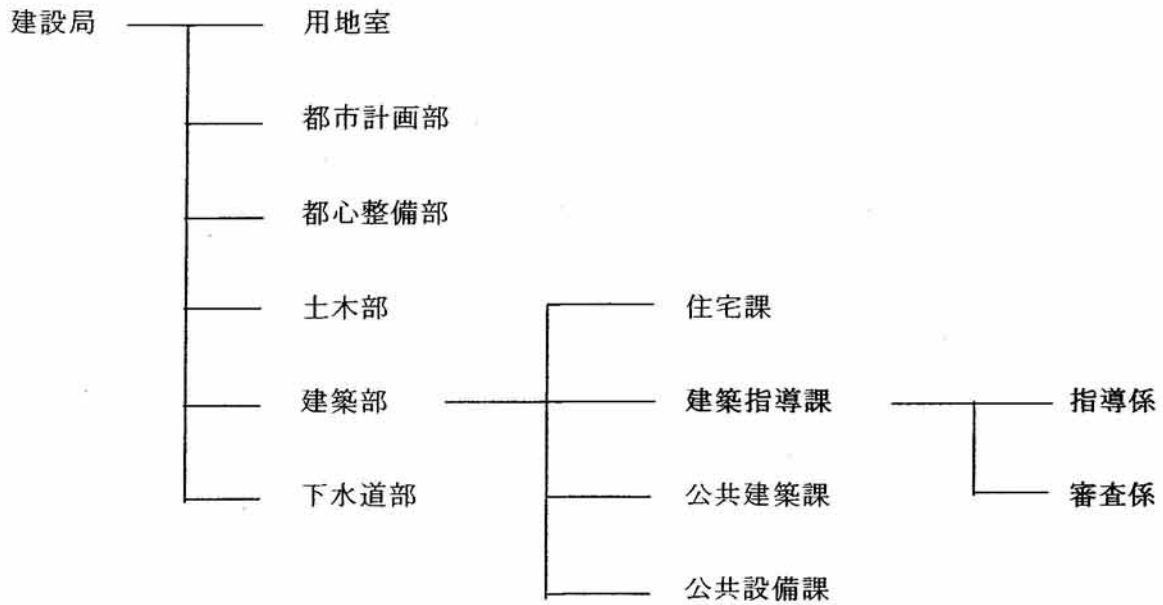 建設局 用地室
都市計画部
都心整備部
土木部 住宅課
建築部 建築指導課 指導係
下水道部 公共建築課 審査係
公共設備課